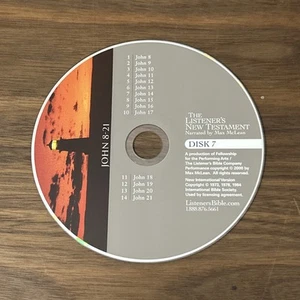 JOHN 8-21
1 John 8
2 John 9
3 John 10
4 John 11
5 John 12
6 John 13
7 John 14
8 John 15
9 John 16
10 John 17
11 John 18
12 John 19
13 John 20
14 John 21
THE
LISTENER'S
NEW TESTAMENT
Narrated by Max McLean
DISK 7
A production of Fellowship
for the Performing Arts /
The Listener's Bible Company
Performance copyright © 2005 by
Max McLean. All rights reserved.
New International Version
Copyright © 1973, 1978, 1984
International Bible Society
Used by licensing agreement.
ListenersBible.com
1.888.876.5661